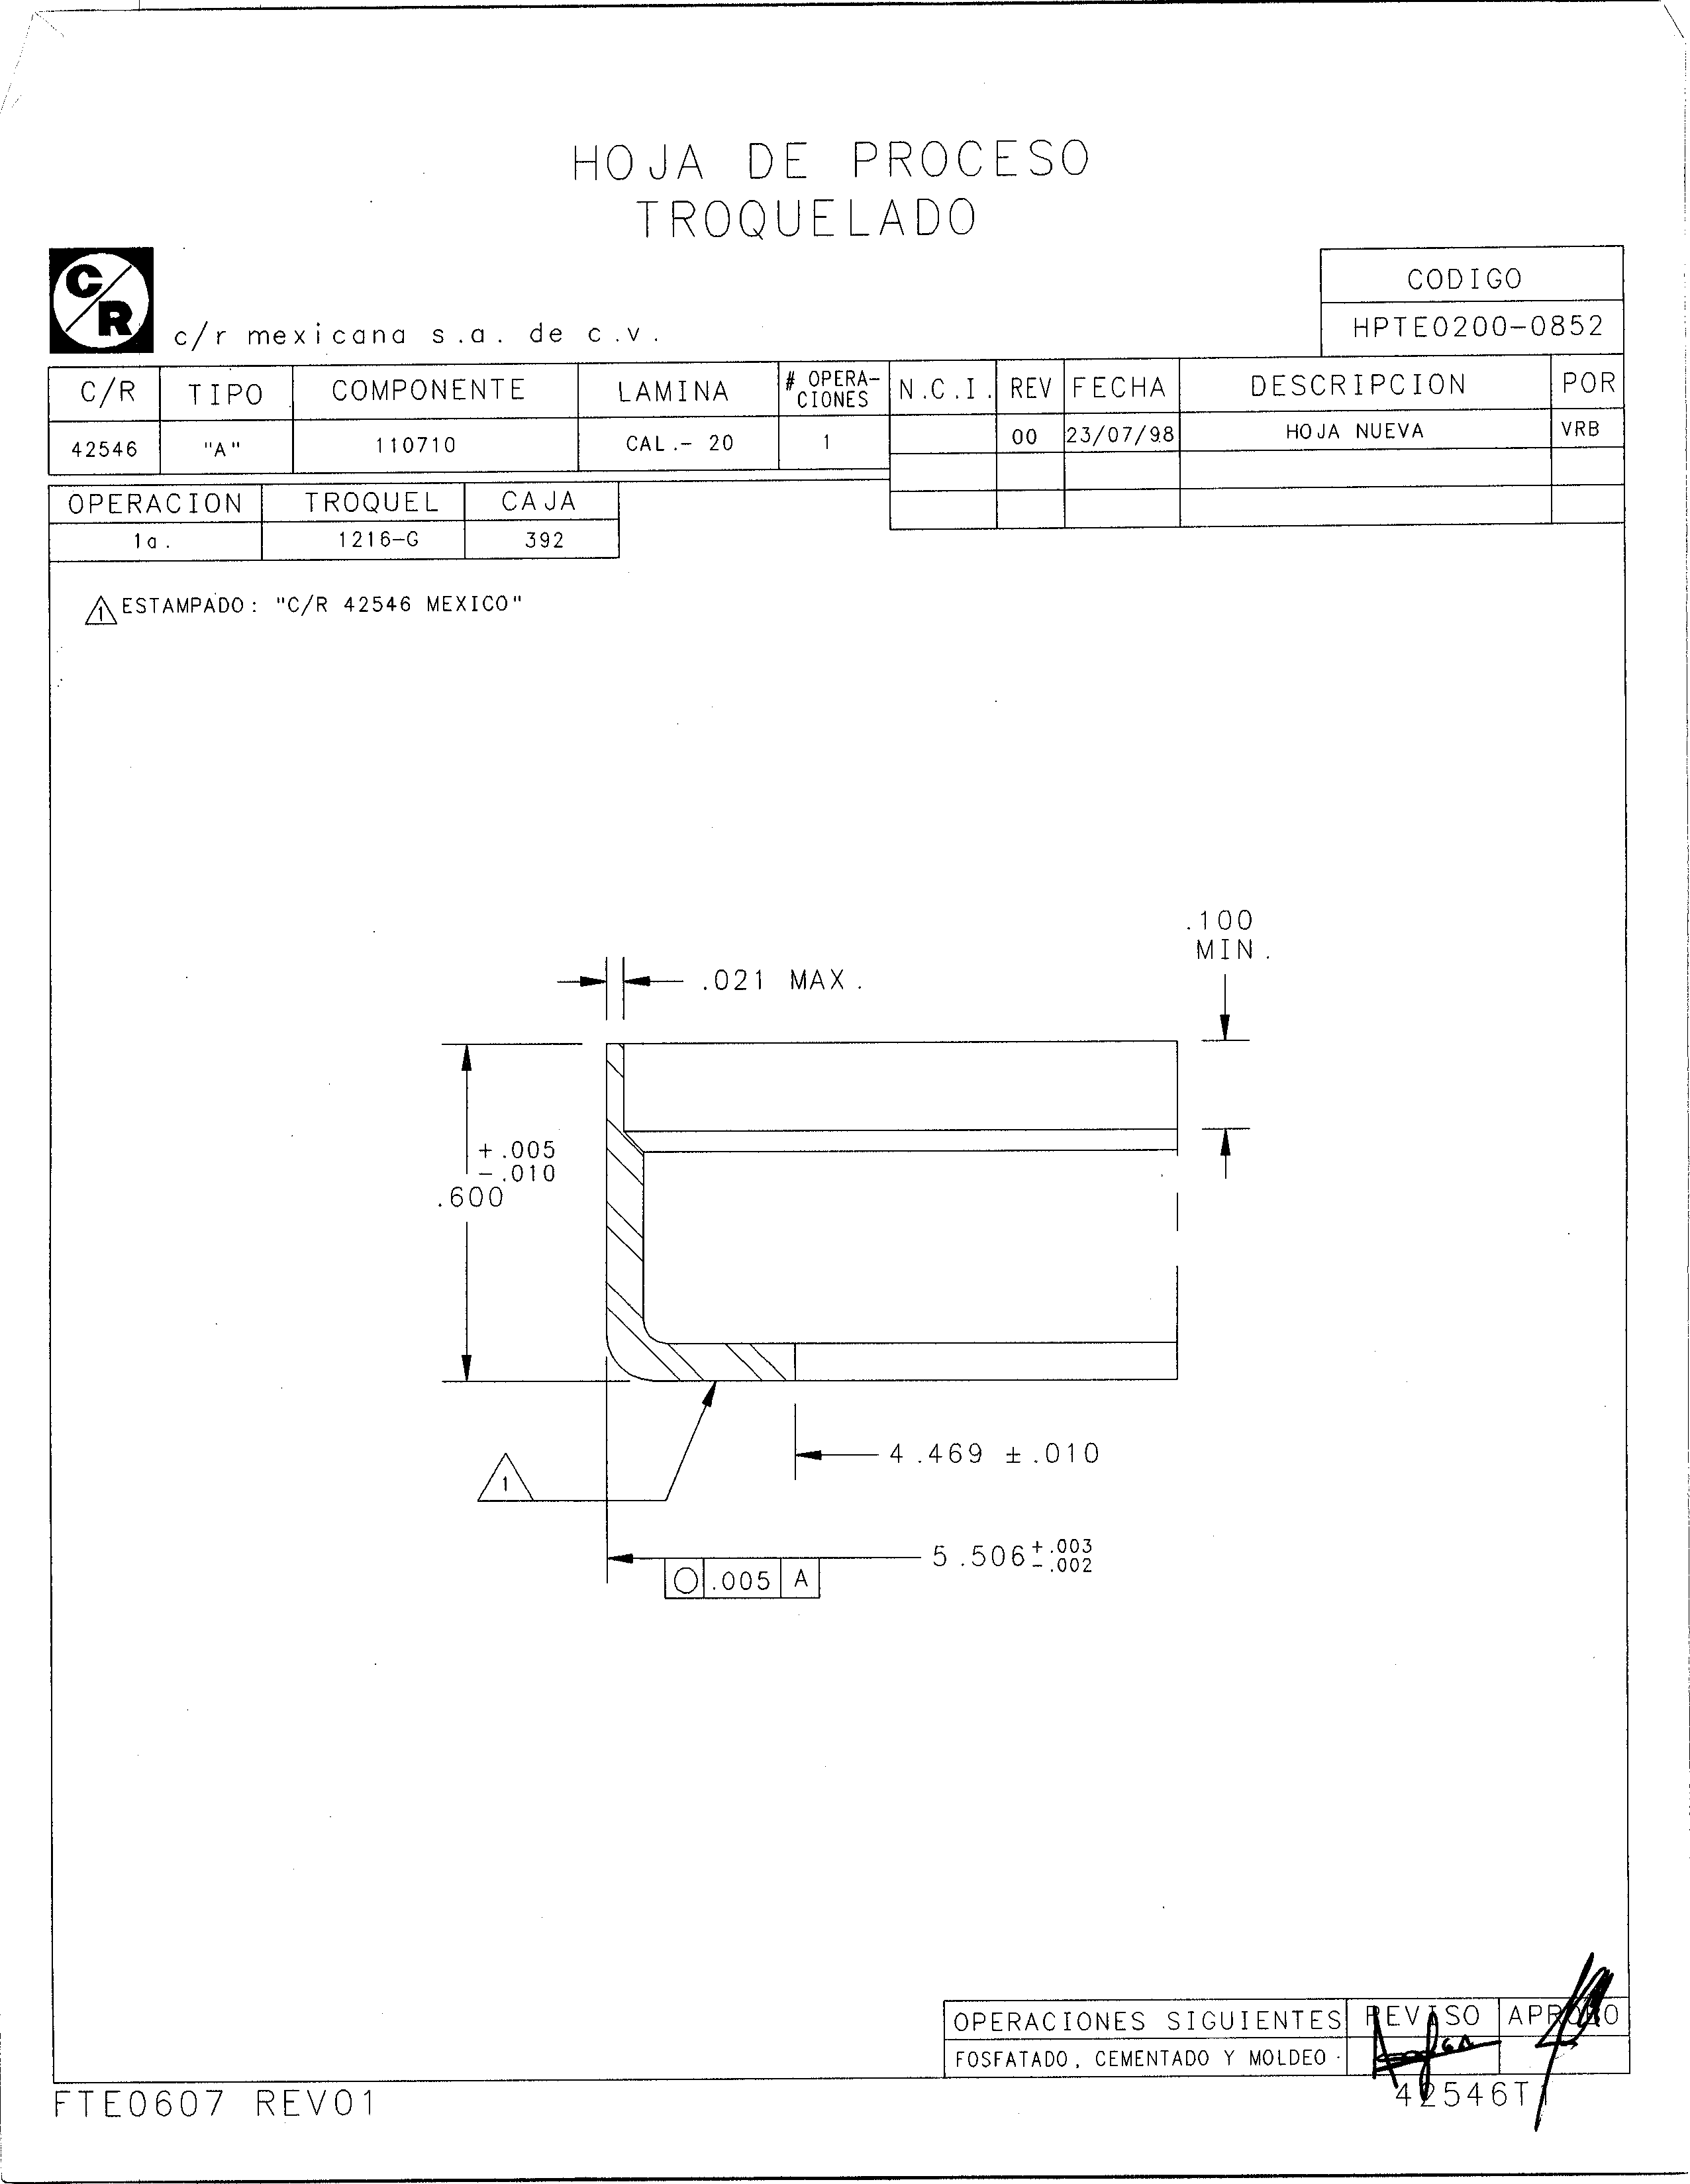 HOJA DE PROCESO
TROQUELADO
C/R
c/r mexicana s.a. de c.v.
CODIGO
HPTE0200-0852
C/R TIPO COMPONENTE LAMINA # OPERA-CIONES N.C.I. REV FECHA DESCRIPCION POR
42546 "A" 110710 CAL.- 20 1 00 23/07/98 HOJA NUEVA VRB
OPERACION TROQUEL CAJA
1a. 1216-G 392
1 ESTAMPADO: "C/R 42546 MEXICO"
.100
MIN.
.021 MAX.
+.005
-.010
.600
4.469 ±.010
1
5.506 +.003 -.002
.005 A
OPERACIONES SIGUIENTES REVISO APROBO
FOSFATADO, CEMENTADO Y MOLDEO
FTE0607 REV01
42546T1